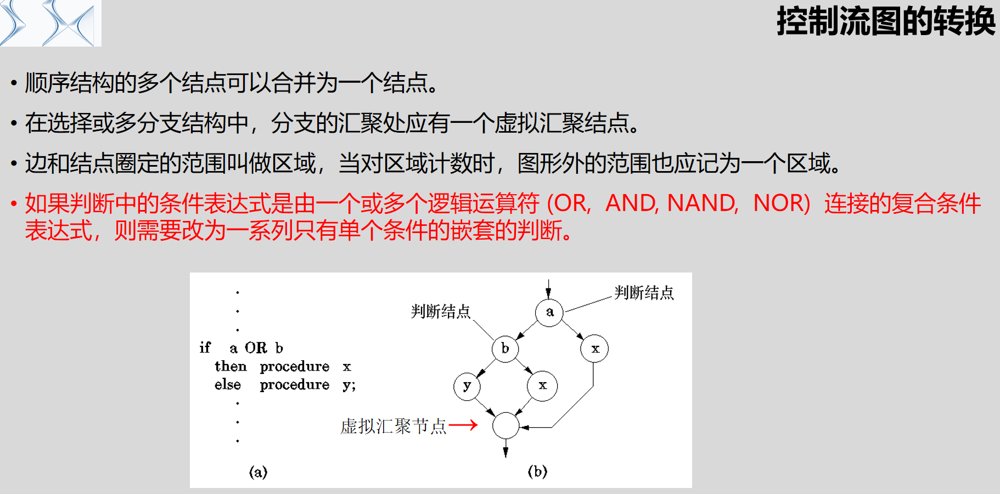 控制流图的转换
• 顺序结构的多个结点可以合并为一个结点。
• 在选择或多分支结构中，分支的汇聚处应有一个虚拟汇聚结点。
• 边和结点圈定的范围叫做区域，当对区域计数时，图形外的范围也应记为一个区域。
• 如果判断中的条件表达式是由一个或多个逻辑运算符 (OR, AND, NAND, NOR) 连接的复合条件
表达式，则需要改为一系列只有单个条件的嵌套的判断。
if a OR b
then procedure x
else procedure y;
(a)
判断结点
判断结点
a
b
x
y
x
虚拟汇聚节点
(b)